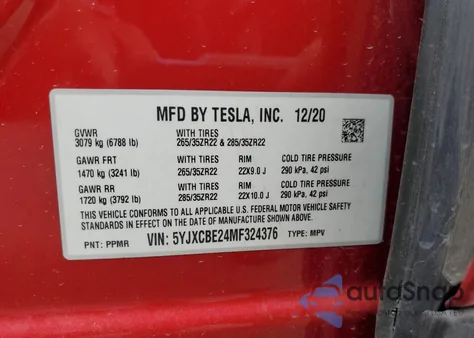 MFD BY TESLA, INC. 12/20
GVWR WITH TIRES
3079 kg (6788 lb) 265/35ZR22 & 285/35ZR22
GAWR FRT WITH TIRES RIM COLD TIRE PRESSURE
1470 kg (3241 lb) 265/35ZR22 22X9.0 J 290 kPa, 42 psi
GAWR RR WITH TIRES RIM COLD TIRE PRESSURE
1720 kg (3792 lb) 285/35ZR22 22X10.0 J 290 kPa, 42 psi
THIS VEHICLE CONFORMS TO ALL APPLICABLE U.S. FEDERAL MOTOR VEHICLE
SAFETY STANDARDS IN EFFECT ON THE DATE OF MANUFACTURE SHOWN ABOVE.
PNT: PPMR VIN: 5YJXCBE24MF324376 TYPE: MPV
autoSnap